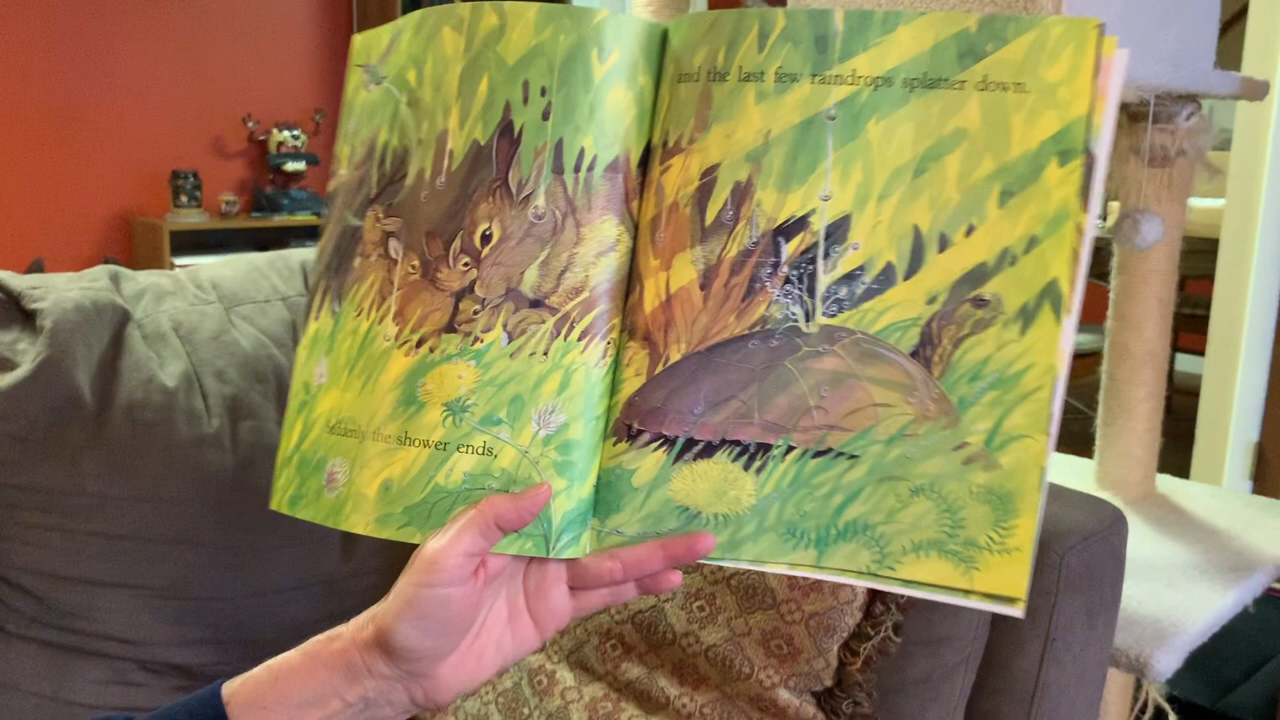 Suddenly the shower ends,
and the last few raindrops splatter down.